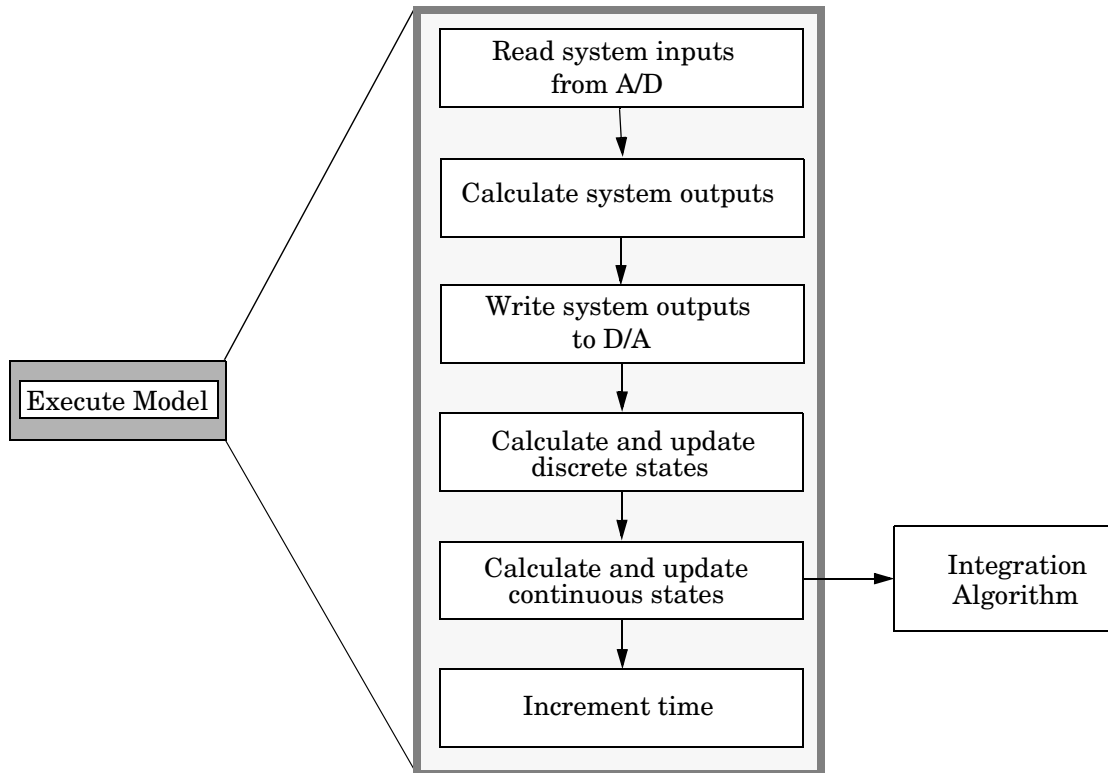 Read system inputs
from A/D
Calculate system outputs
Write system outputs
to D/A
Execute Model
Calculate and update
discrete states
Calculate and update
continuous states
Integration
Algorithm
Increment time